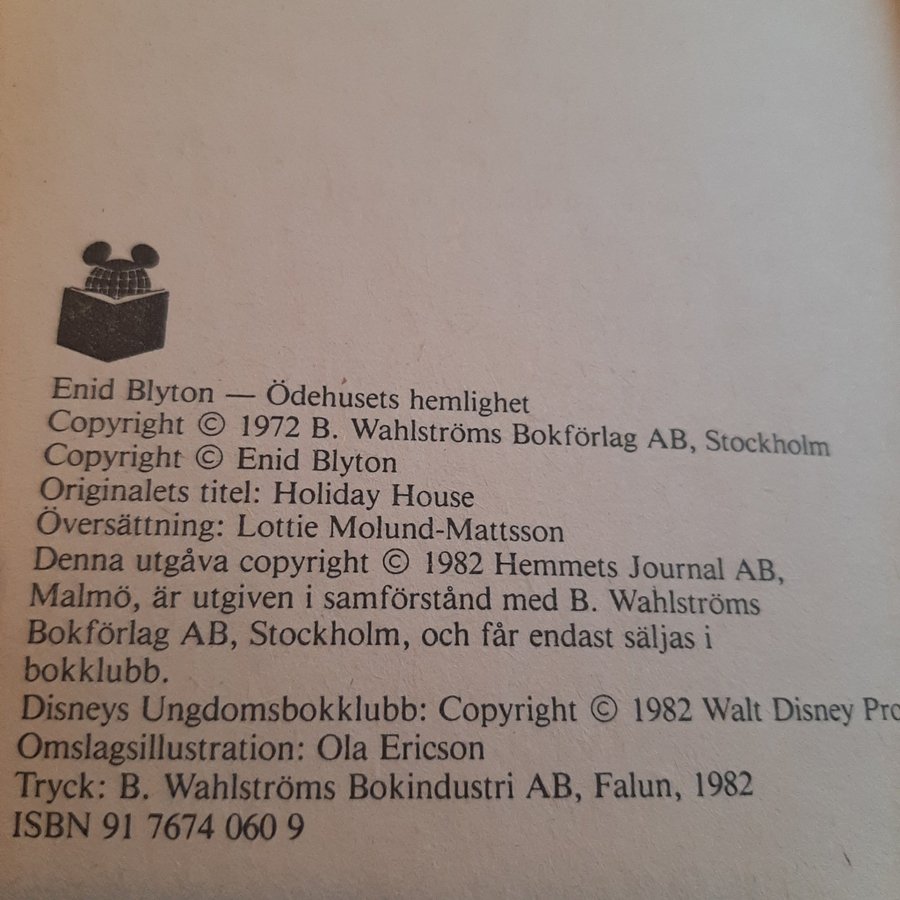 Enid Blyton — Ödehusets hemlighet
Copyright © 1972 B. Wahlströms Bokförlag AB, Stockholm
Copyright © Enid Blyton
Originalets titel: Holiday House
Översättning: Lottie Molund-Mattsson
Denna utgåva copyright © 1982 Hemmets Journal AB,
Malmö, är utgiven i samförstånd med B. Wahlströms
Bokförlag AB, Stockholm, och får endast säljas i
bokklubb.
Disneys Ungdomsbokklubb: Copyright © 1982 Walt Disney
Omslagsillustration: Ola Ericson
Tryck: B. Wahlströms Bokindustri AB, Falun, 1982
ISBN 91 7674 060 9